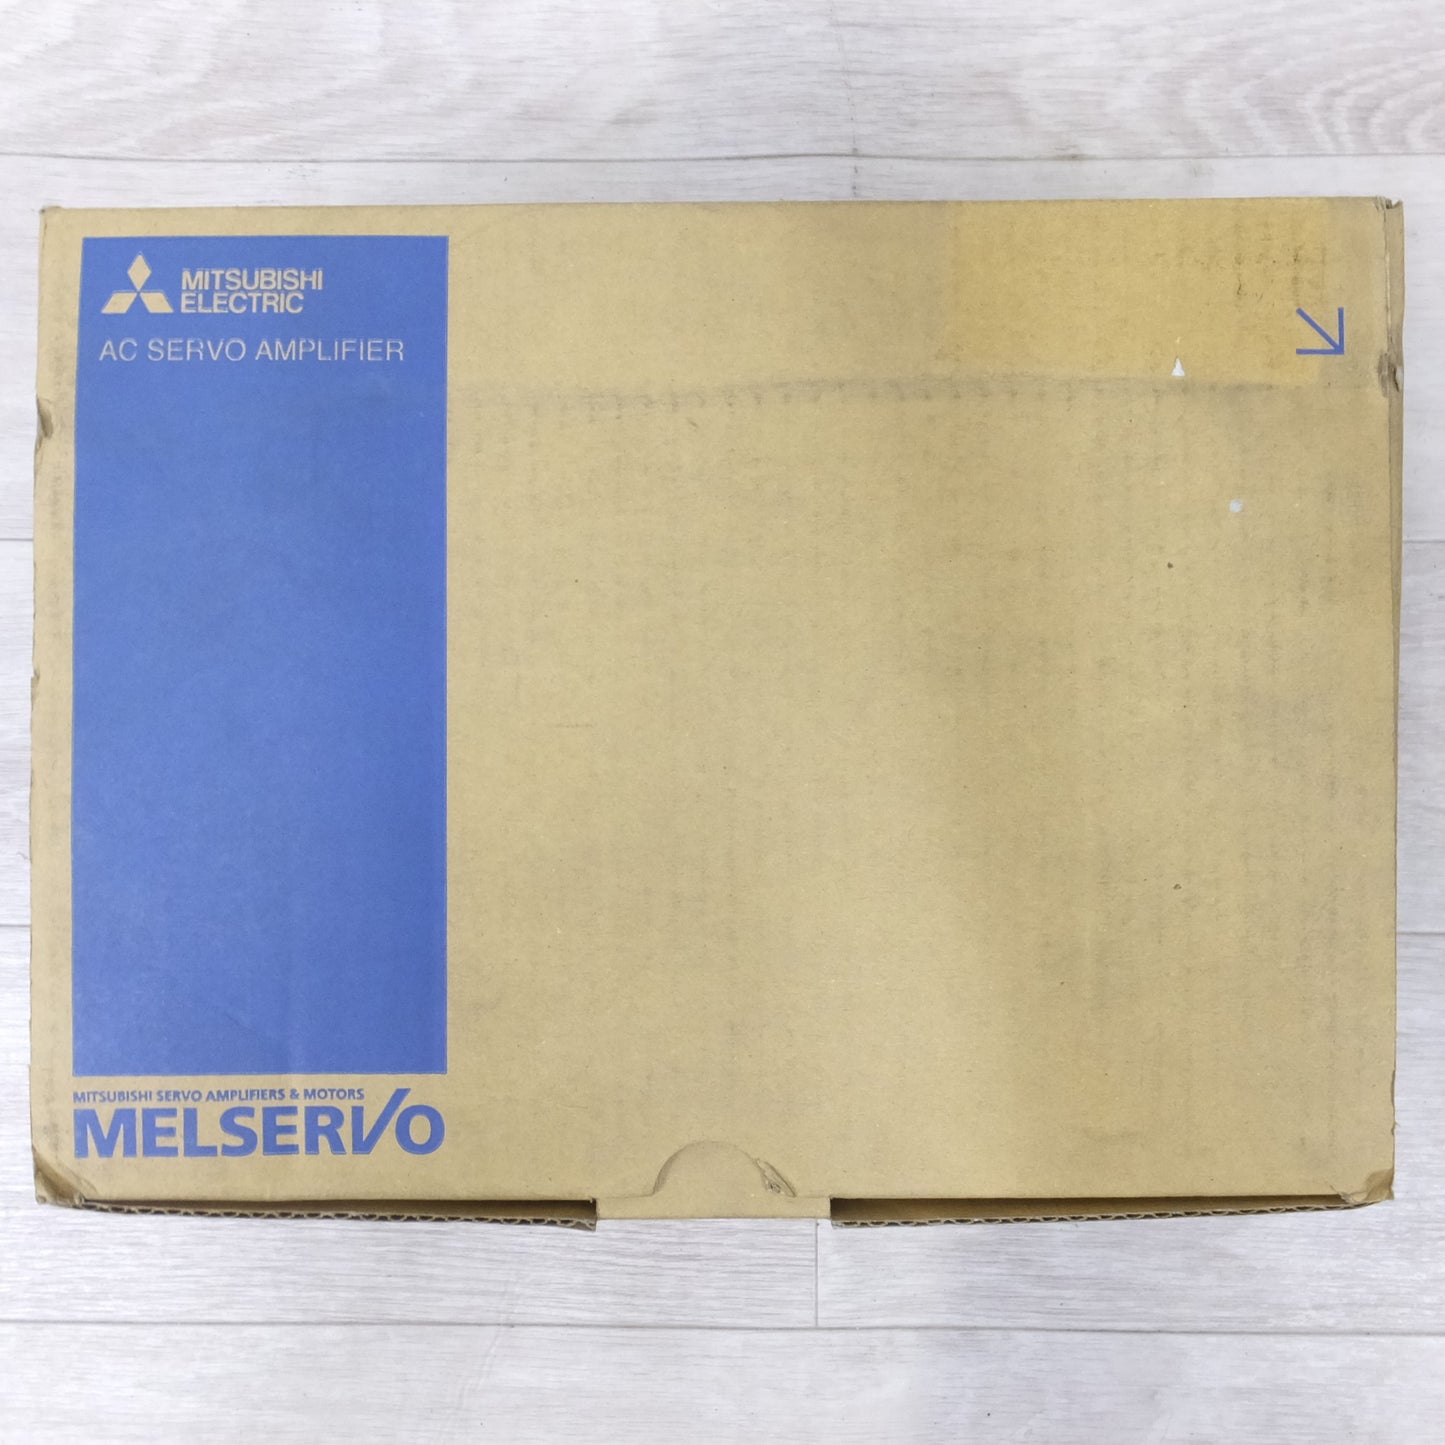 MITSUBISHI
ELECTRIC
AC SERVO AMPLIFIER
MITSUBISHI SERVO AMPLIFIERS & MOTORS
MELSERVO